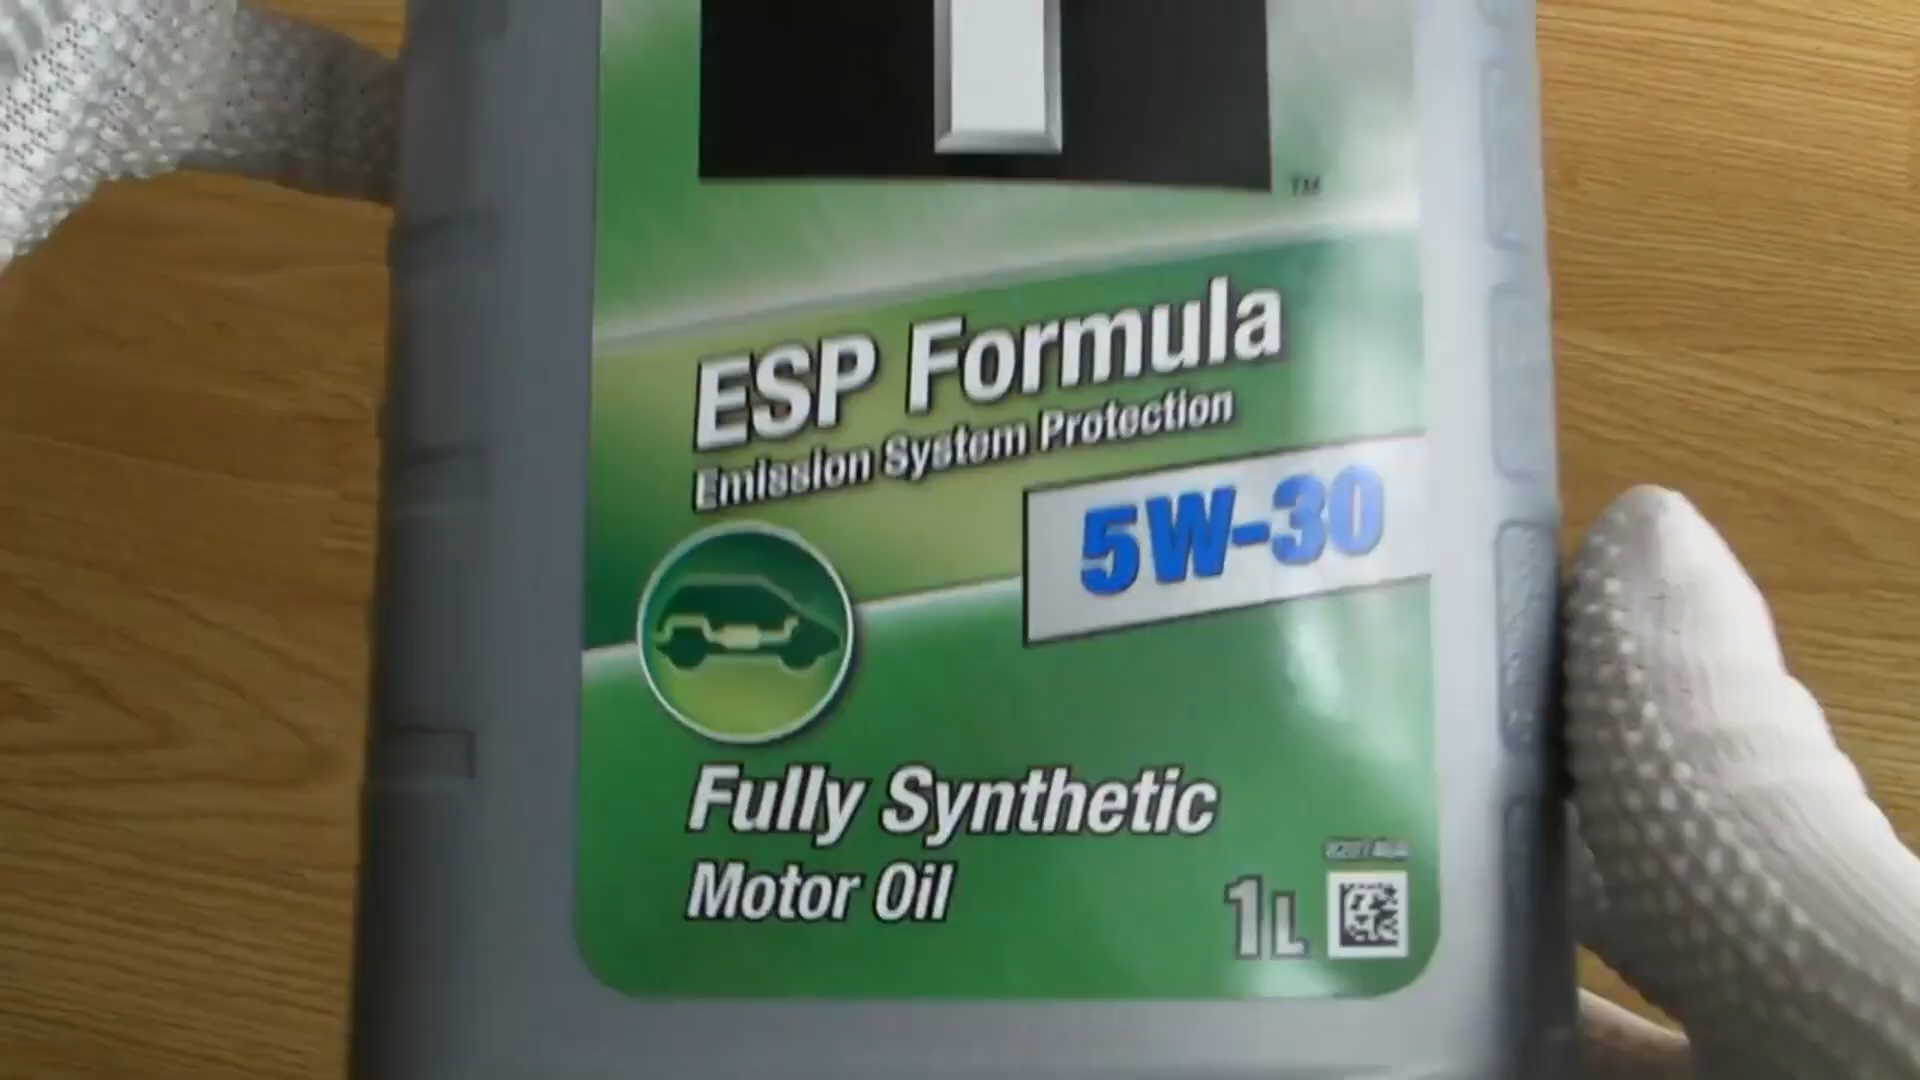 TM
ESP Formula
Emission System Protection
5W-30
Fully Synthetic
Motor Oil
1L